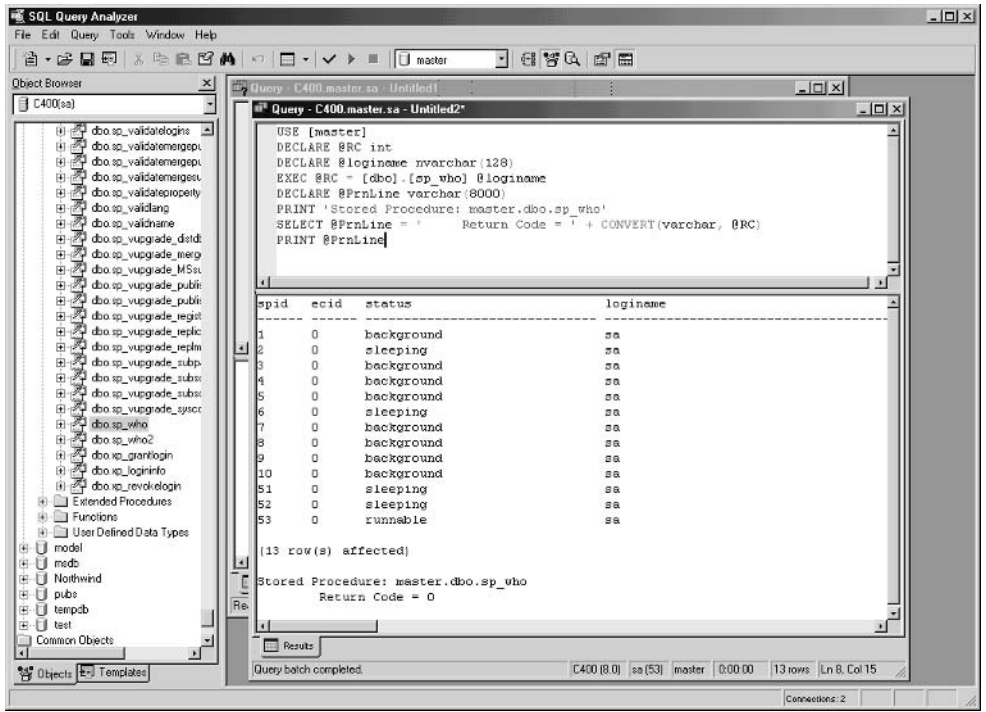 SQL Query Analyzer
File Edit Query Tools Window Help
master
Object Browser
C400(sa)
dbo.sp_validatelogins
dbo.sp_validatemergepu
dbo.sp_validatemergepu
dbo.sp_validatemergesu
dbo.sp_validateproperty
dbo.sp_validlang
dbo.sp_validname
dbo.sp_vupgrade_distdb
dbo.sp_vupgrade_merg
dbo.sp_vupgrade_MSsu
dbo.sp_vupgrade_publis
dbo.sp_vupgrade_publis
dbo.sp_vupgrade_regist
dbo.sp_vupgrade_replic
dbo.sp_vupgrade_replm
dbo.sp_vupgrade_subp
dbo.sp_vupgrade_subsc
dbo.sp_vupgrade_subsc
dbo.sp_vupgrade_syscc
dbo.sp_who
dbo.sp_who2
dbo.xp_grantlogin
dbo.xp_logininfo
dbo.xp_revokelogin
Extended Procedures
Functions
User Defined Data Types
model
msdb
Northwind
pubs
tempdb
test
Common Objects
Objects Templates
Query - C400.master.sa - Untitled1
Query - C400.master.sa - Untitled2*
USE [master]
DECLARE @RC int
DECLARE @loginame nvarchar(128)
EXEC @RC = [dbo].[sp_who] @loginame
DECLARE @PrnLine varchar(8000)
PRINT 'Stored Procedure: master.dbo.sp_who'
SELECT @PrnLine = ' Return Code = ' + CONVERT(varchar, @RC)
PRINT @PrnLine
spid ecid status loginame
1 0 background sa
2 0 sleeping sa
3 0 background sa
4 0 background sa
5 0 background sa
6 0 sleeping sa
7 0 background sa
8 0 background sa
9 0 background sa
10 0 background sa
51 0 sleeping sa
52 0 sleeping sa
53 0 runnable sa
(13 row(s) affected)
Stored Procedure: master.dbo.sp_who
Return Code = 0
Re
Results
Query batch completed. C400 (8.0) sa (53) master 0:00:00 13 rows Ln 8, Col 15
Connections: 2